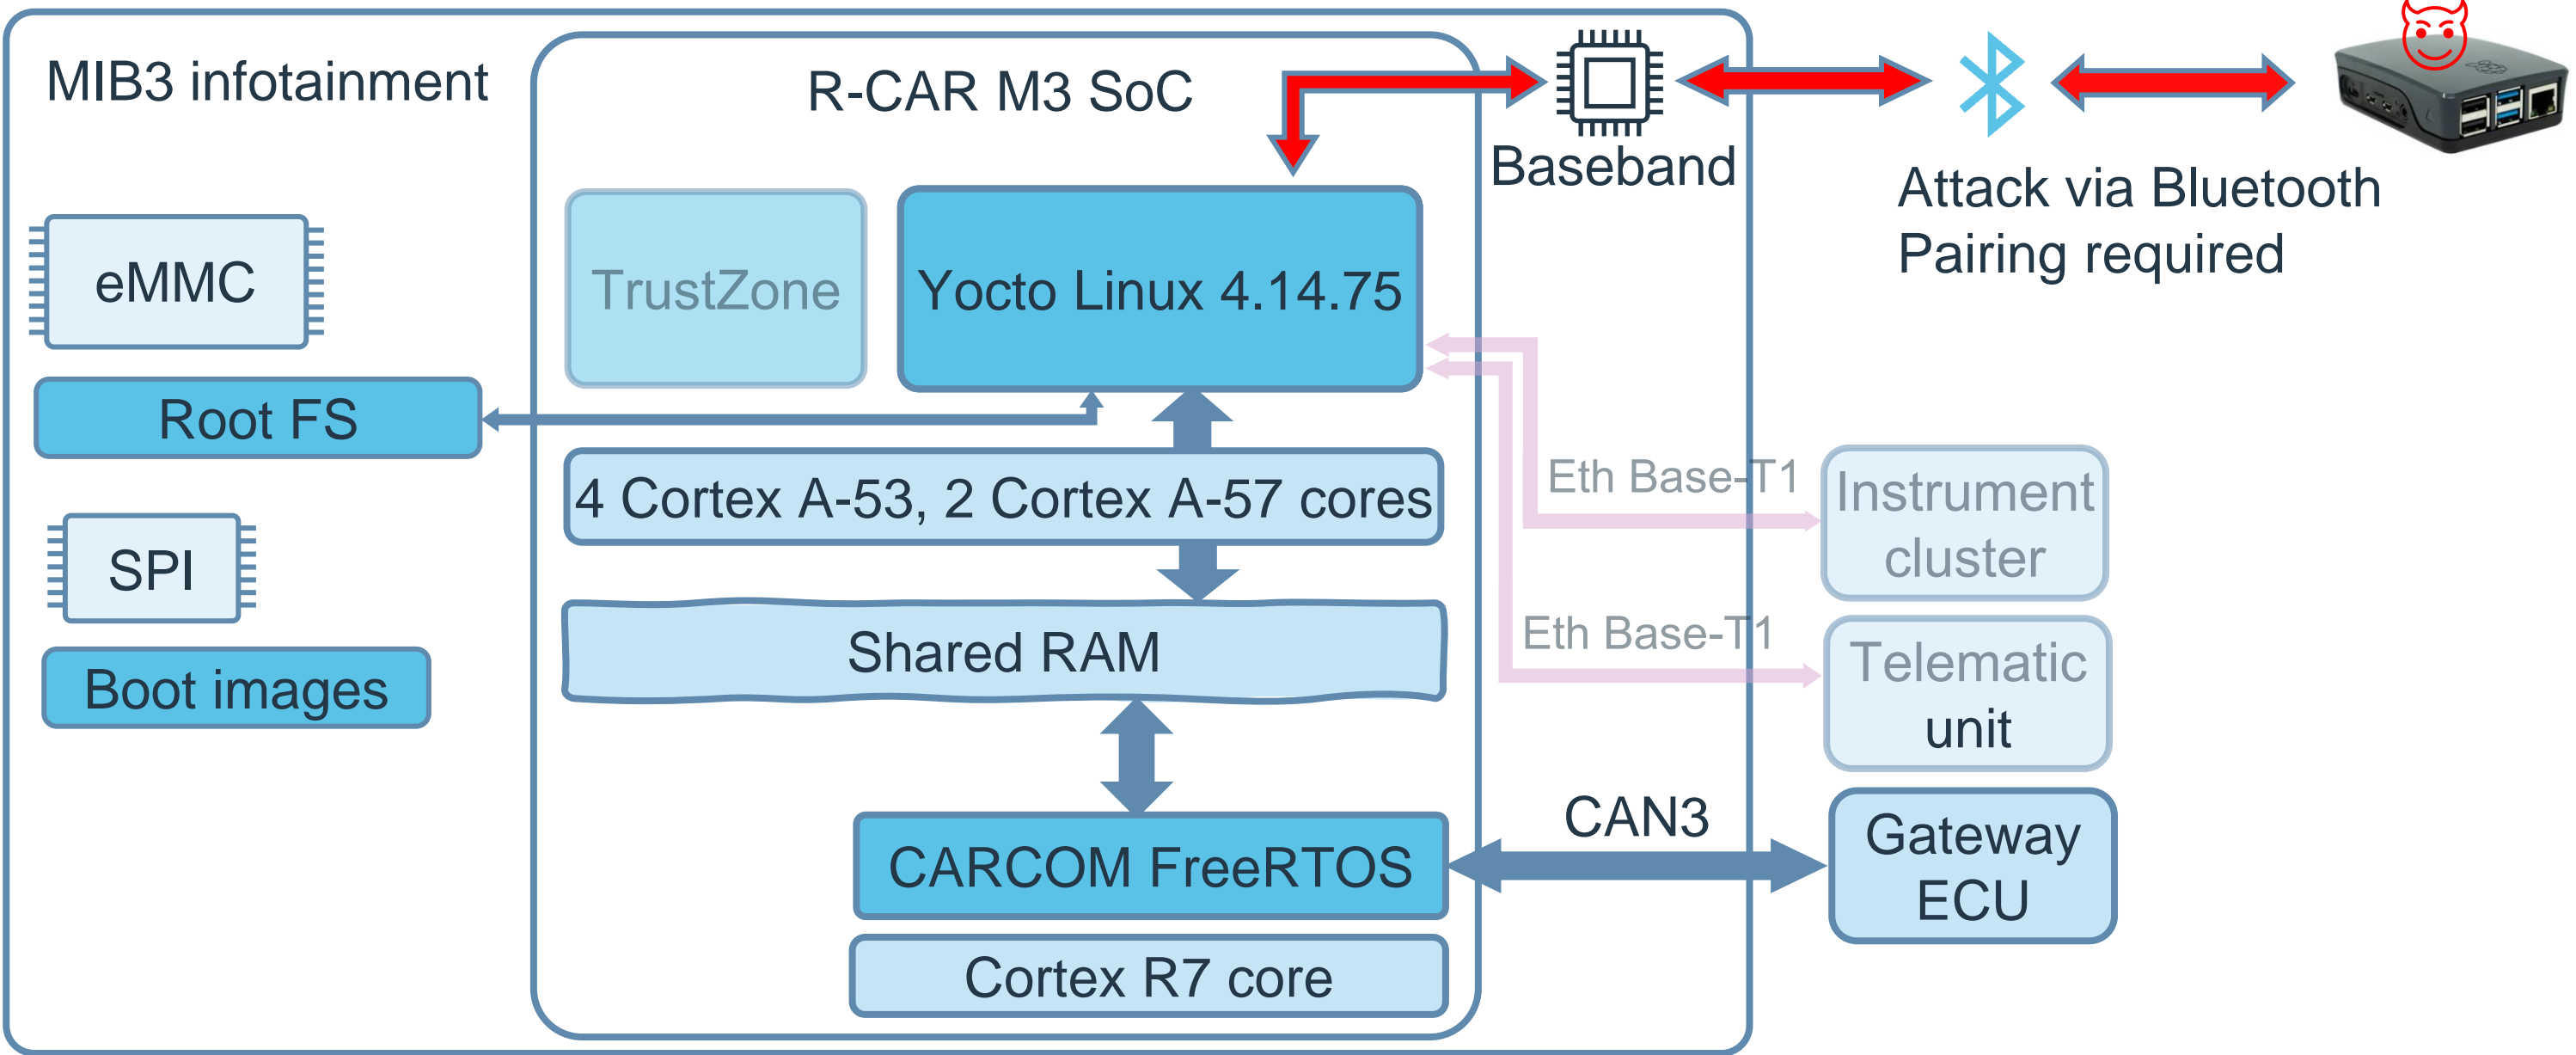 MIB3 infotainment
R-CAR M3 SoC
Baseband
Attack via Bluetooth
Pairing required
eMMC
TrustZone
Yocto Linux 4.14.75
Root FS
4 Cortex A-53, 2 Cortex A-57 cores
Eth Base-T1
Instrument
cluster
SPI
Shared RAM
Eth Base-T1
Telematic
unit
Boot images
CARCOM FreeRTOS
CAN3
Gateway
ECU
Cortex R7 core